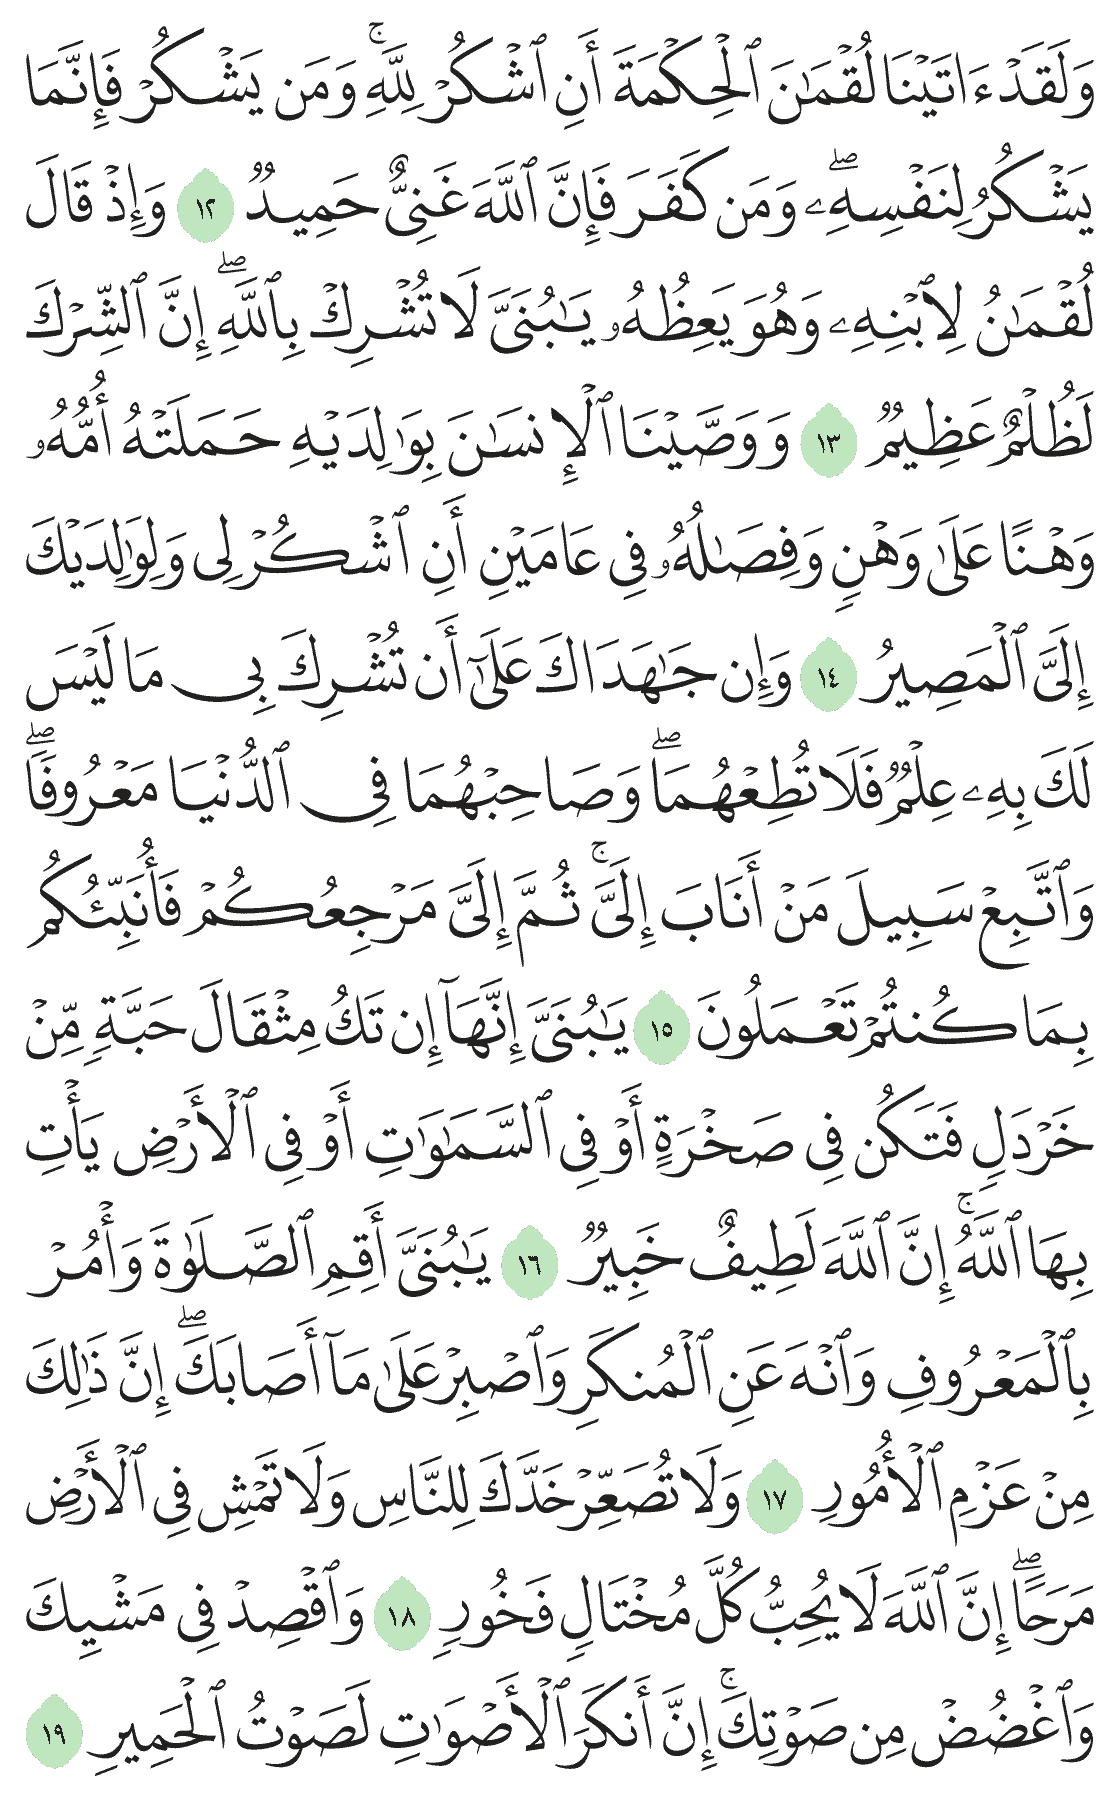 وَلَقَدۡ ءَاتَيۡنَا لُقۡمَٰنَ ٱلۡحِكۡمَةَ أَنِ ٱشۡكُرۡ لِلَّهِۚ وَمَن يَشۡكُرۡ فَإِنَّمَا
يَشۡكُرُ لِنَفۡسِهِۦۖ وَمَن كَفَرَ فَإِنَّ ٱللَّهَ غَنِيٌّ حَمِيدٞ ١٢ وَإِذۡ قَالَ
لُقۡمَٰنُ لِٱبۡنِهِۦ وَهُوَ يَعِظُهُۥ يَٰبُنَيَّ لَا تُشۡرِكۡ بِٱللَّهِۖ إِنَّ ٱلشِّرۡكَ
لَظُلۡمٌ عَظِيمٞ ١٣ وَوَصَّيۡنَا ٱلۡإِنسَٰنَ بِوَٰلِدَيۡهِ حَمَلَتۡهُ أُمُّهُۥ
وَهۡنًا عَلَىٰ وَهۡنٖ وَفِصَٰلُهُۥ فِي عَامَيۡنِ أَنِ ٱشۡكُرۡ لِي وَلِوَٰلِدَيۡكَ
إِلَيَّ ٱلۡمَصِيرُ ١٤ وَإِن جَٰهَدَاكَ عَلَىٰٓ أَن تُشۡرِكَ بِي مَا لَيۡسَ
لَكَ بِهِۦ عِلۡمٞ فَلَا تُطِعۡهُمَاۖ وَصَاحِبۡهُمَا فِي ٱلدُّنۡيَا مَعۡرُوفٗاۖ
وَٱتَّبِعۡ سَبِيلَ مَنۡ أَنَابَ إِلَيَّۚ ثُمَّ إِلَيَّ مَرۡجِعُكُمۡ فَأُنَبِّئُكُم
بِمَا كُنتُمۡ تَعۡمَلُونَ ١٥ يَٰبُنَيَّ إِنَّهَآ إِن تَكُ مِثۡقَالَ حَبَّةٖ مِّنۡ
خَرۡدَلٖ فَتَكُن فِي صَخۡرَةٍ أَوۡ فِي ٱلسَّمَٰوَٰتِ أَوۡ فِي ٱلۡأَرۡضِ يَأۡتِ
بِهَا ٱللَّهُۚ إِنَّ ٱللَّهَ لَطِيفٌ خَبِيرٞ ١٦ يَٰبُنَيَّ أَقِمِ ٱلصَّلَوٰةَ وَأۡمُرۡ
بِٱلۡمَعۡرُوفِ وَٱنۡهَ عَنِ ٱلۡمُنكَرِ وَٱصۡبِرۡ عَلَىٰ مَآ أَصَابَكَۖ إِنَّ ذَٰلِكَ
مِنۡ عَزۡمِ ٱلۡأُمُورِ ١٧ وَلَا تُصَعِّرۡ خَدَّكَ لِلنَّاسِ وَلَا تَمۡشِ فِي ٱلۡأَرۡضِ
مَرَحًاۖ إِنَّ ٱللَّهَ لَا يُحِبُّ كُلَّ مُخۡتَالٖ فَخُورٖ ١٨ وَٱقۡصِدۡ فِي مَشۡيِكَ
وَٱغۡضُضۡ مِن صَوۡتِكَۚ إِنَّ أَنكَرَ ٱلۡأَصۡوَٰتِ لَصَوۡتُ ٱلۡحَمِيرِ ١٩